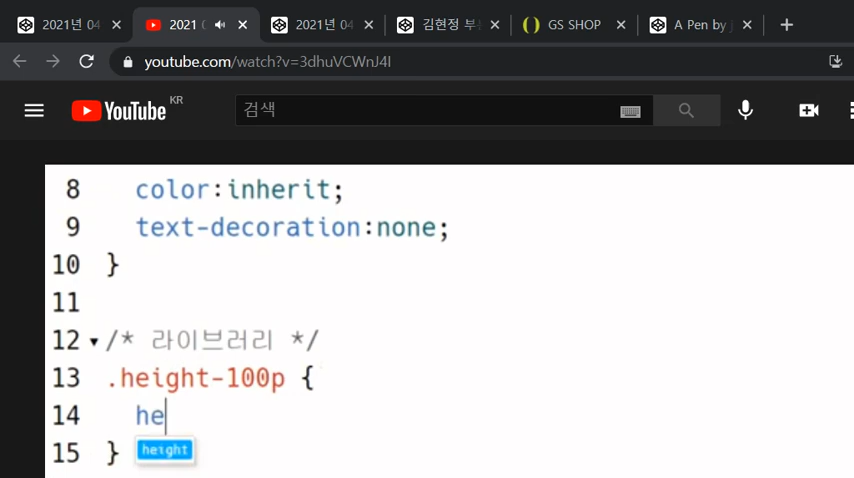 2021년 04
2021
2021년 04
김현정 부
GS SHOP
A Pen by j
youtube.com/watch?v=3dhuVCWnJ4I
YouTube KR
검색
8 color:inherit;
9 text-decoration:none;
10 }
11
12 /* 라이브러리 */
13 .height-100p {
14 he
15 }
height